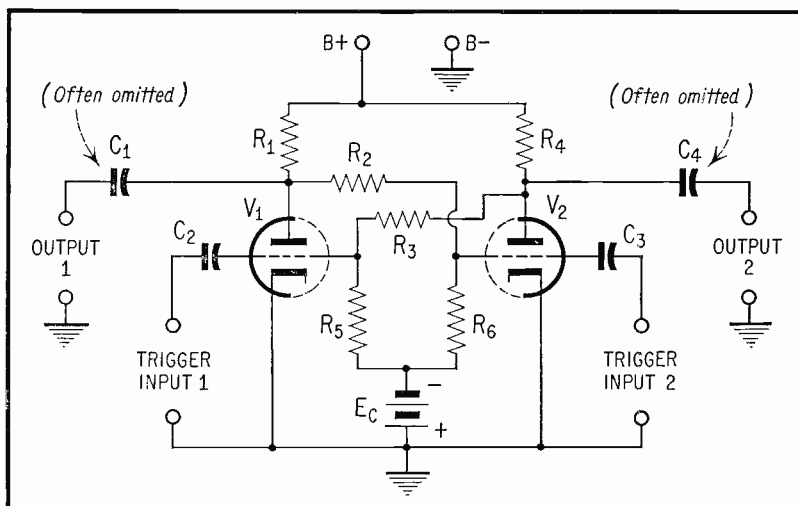 B+
B-
(Often omitted)
(Often omitted)
C1
R1
R2
R4
C4
V1
V2
C2
R3
C3
OUTPUT
1
OUTPUT
2
R5
R6
TRIGGER
INPUT 1
TRIGGER
INPUT 2
EC
-
+